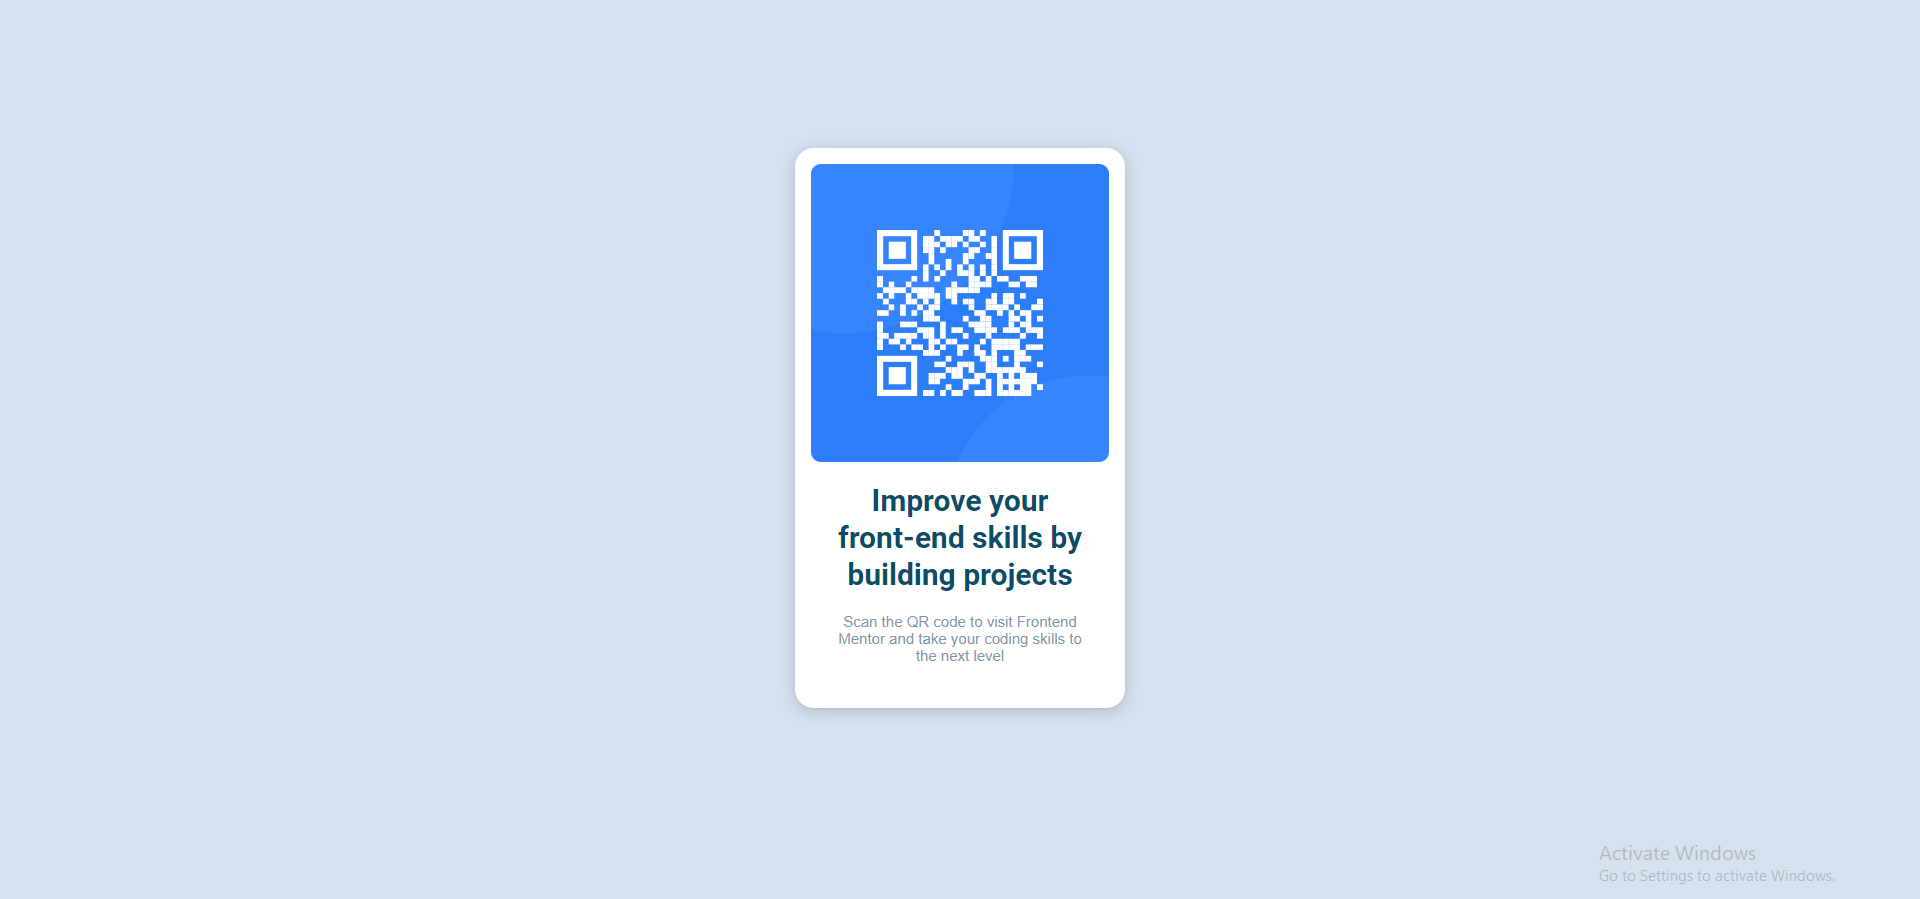 Improve your
front-end skills by
building projects
Scan the QR code to visit Frontend
Mentor and take your coding skills to
the next level
Activate Windows
Go to Settings to activate Windows.